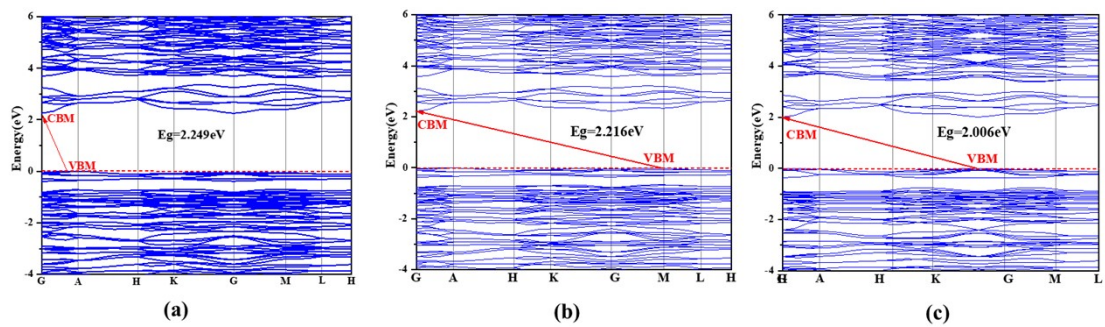 6
4
2
0
-2
-4
Energy(eV)
CBM
VBM
Eg=2.249eV
G A H K G M L H
(a)
6
4
2
0
-2
-4
Energy(eV)
CBM
VBM
Eg=2.216eV
G A H K G M L H
(b)
6
4
2
0
-2
-4
Energy(eV)
CBM
VBM
Eg=2.006eV
A H K G M L
(c)